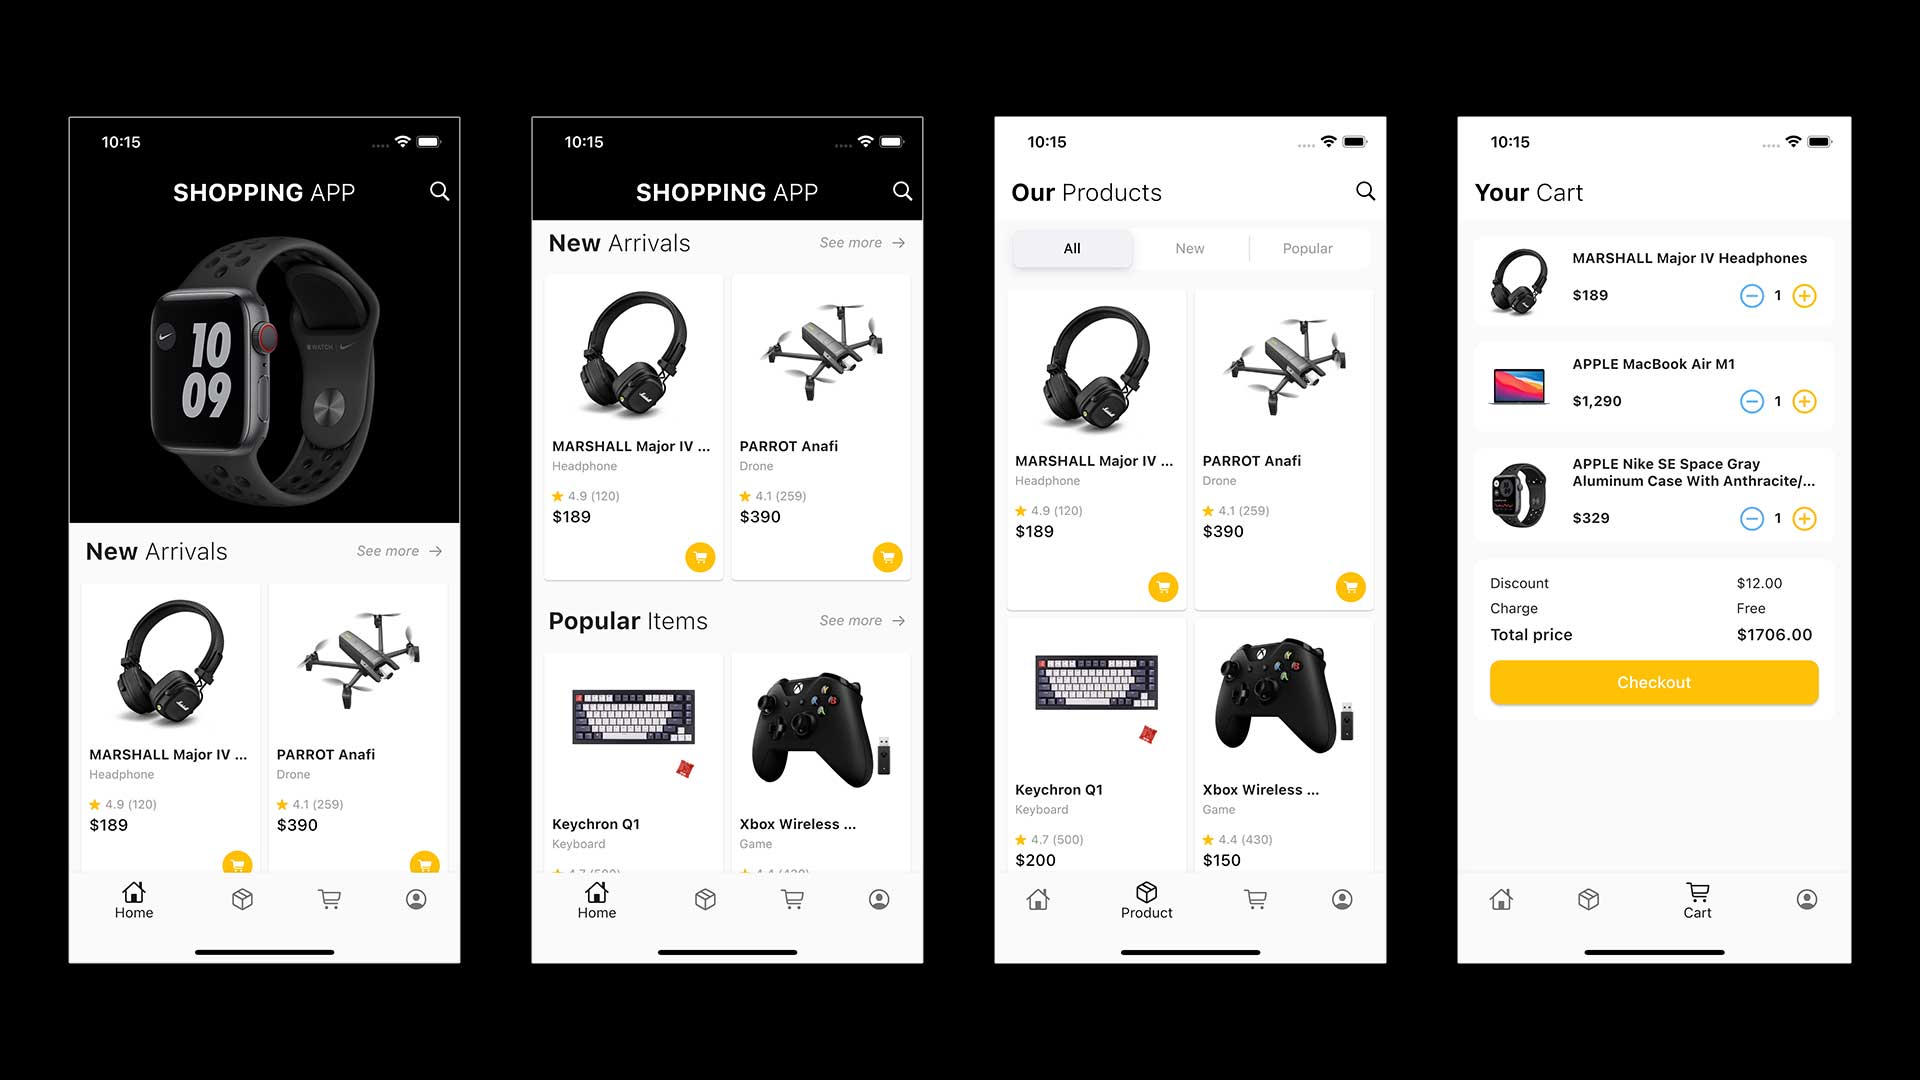 10:15
SHOPPING APP
10
09
WATCH
New Arrivals
See more
MARSHALL Major IV ...
Headphone
4.9 (120)
$189
PARROT Anafi
Drone
4.1 (259)
$390
Home
10:15
SHOPPING APP
New Arrivals
See more
MARSHALL Major IV ...
Headphone
4.9 (120)
$189
PARROT Anafi
Drone
4.1 (259)
$390
Popular Items
See more
Keychron Q1
Keyboard
4.7 (500)
Xbox Wireless ...
Game
4.4 (430)
Home
10:15
Our Products
All
New
Popular
MARSHALL Major IV ...
Headphone
4.9 (120)
$189
PARROT Anafi
Drone
4.1 (259)
$390
Keychron Q1
Keyboard
4.7 (500)
$200
Xbox Wireless ...
Game
4.4 (430)
$150
Product
10:15
Your Cart
MARSHALL Major IV Headphones
$189
1
APPLE MacBook Air M1
$1,290
1
APPLE Nike SE Space Gray
Aluminum Case With Anthracite/...
$329
1
Discount $12.00
Charge Free
Total price $1706.00
Checkout
Cart